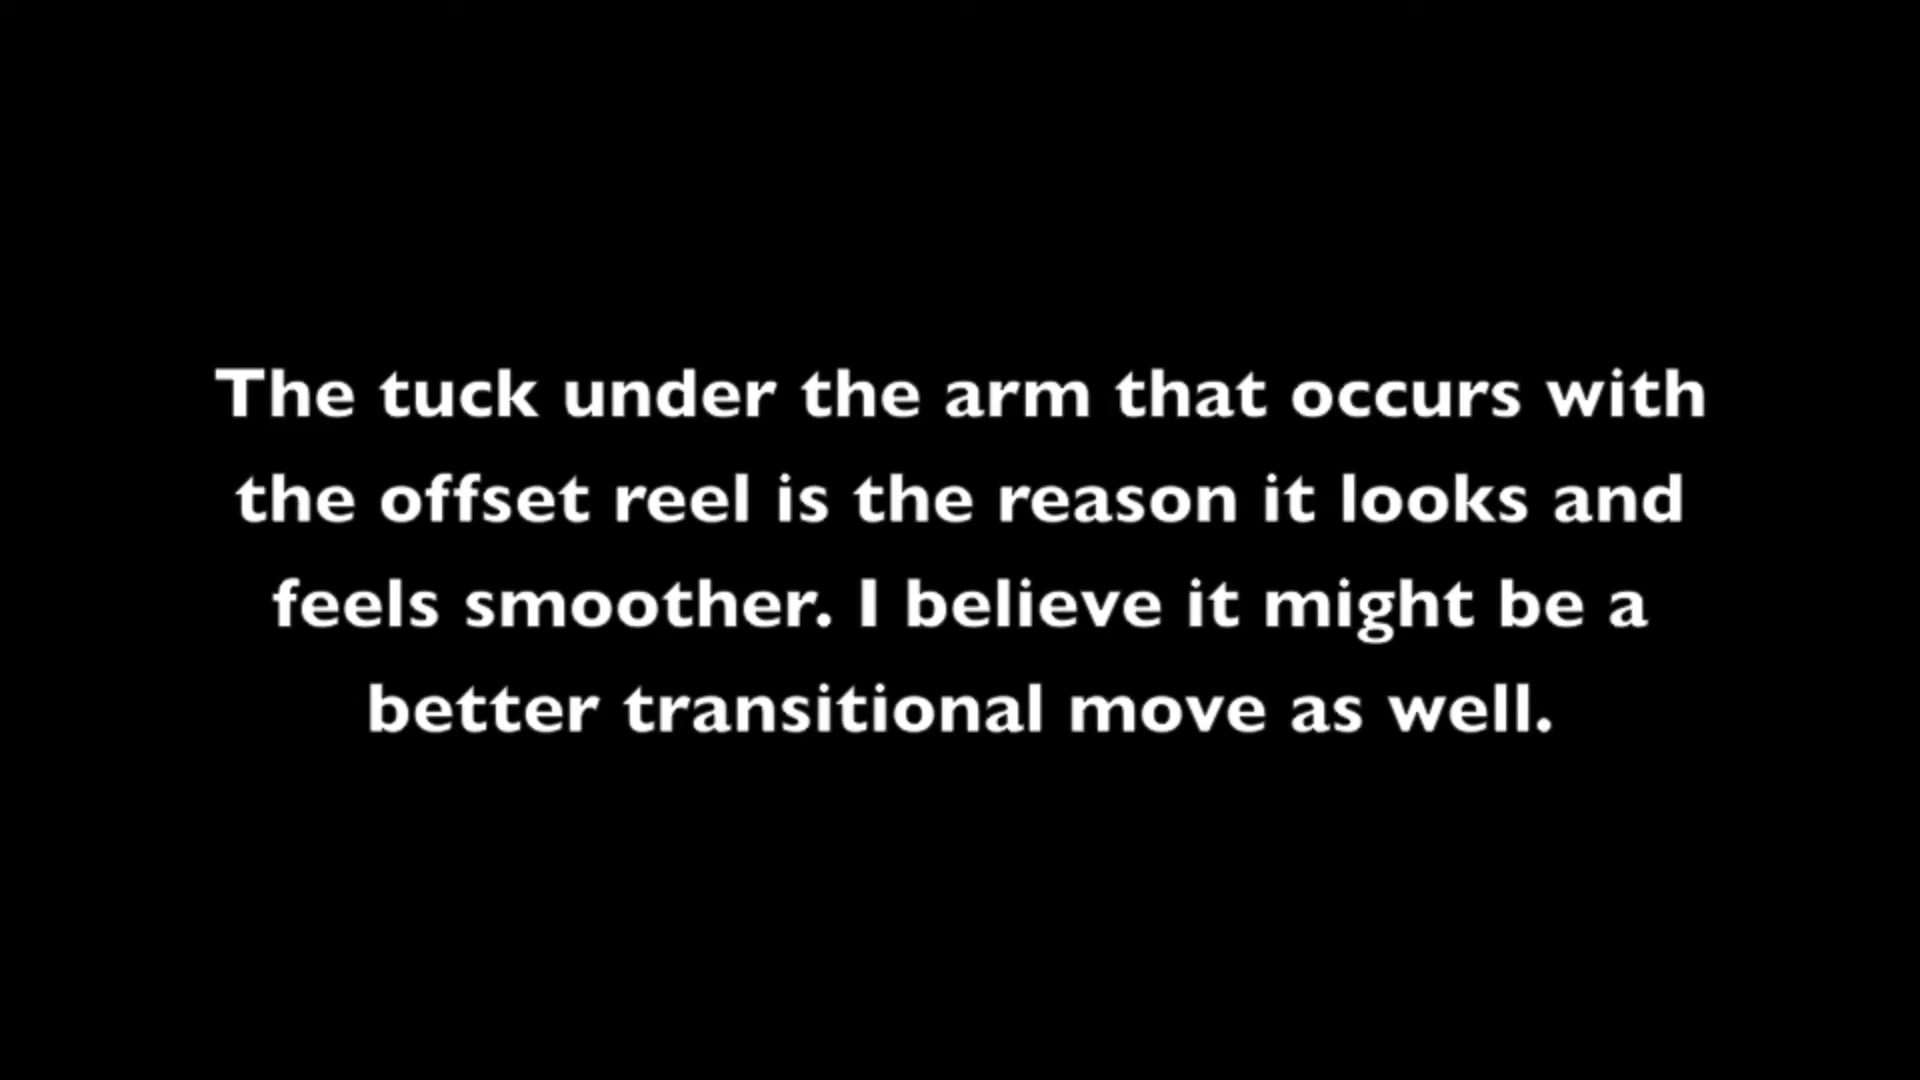 The tuck under the arm that occurs with
the offset reel is the reason it looks and
feels smoother. I believe it might be a
better transitional move as well.